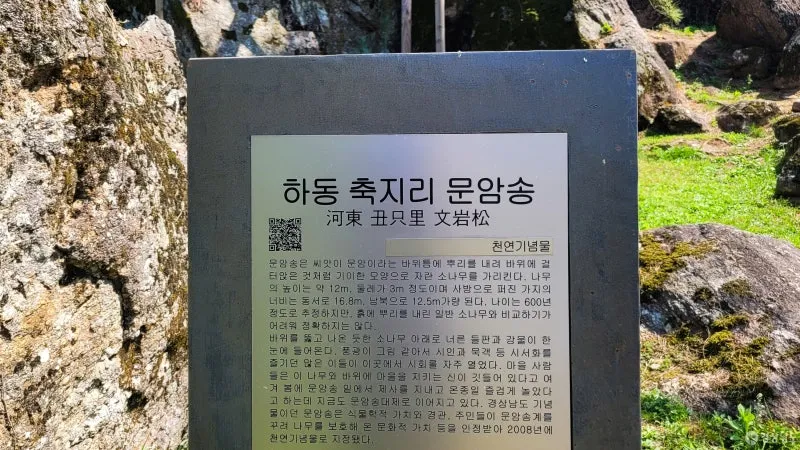 하동 축지리 문암송
河東 丑只里 文岩松
천연기념물
문암송은 씨앗이 문암이라는 바위틈에 뿌리를 내려 바위에 걸
터앉은 것처럼 기이한 모양으로 자란 소나무를 가리킨다. 나무
의 높이는 약 12m, 둘레가 3m 정도이며 사방으로 퍼진 가지의
너비는 동서로 16.8m, 남북으로 12.5m가량 된다. 나이는 600년
정도로 추정하지만, 흙에 뿌리를 내린 일반 소나무와 비교하기가
어려워 정확하지는 않다.
바위를 뚫고 나온 듯한 소나무 아래로 너른 들판과 강물이 한
눈에 들어온다. 풍광이 그림 같아서 시인과 묵객 등 시서화를
즐기던 많은 이들이 이곳에서 시회를 자주 열었다. 마을 사람
들은 이 나무와 바위에 마을을 지키는 신이 깃들어 있다고 여
겨 봄에 문암송 밑에서 제사를 지내고 온종일 즐겁게 놀았다
고 하는데 지금도 문암송대제로 이어지고 있다. 경상남도 기념
물이던 문암송은 식물학적 가치와 경관, 주민들이 문암송계를
꾸려 나무를 보호해 온 문화적 가치 등을 인정받아 2008년에
천연기념물로 지정됐다.